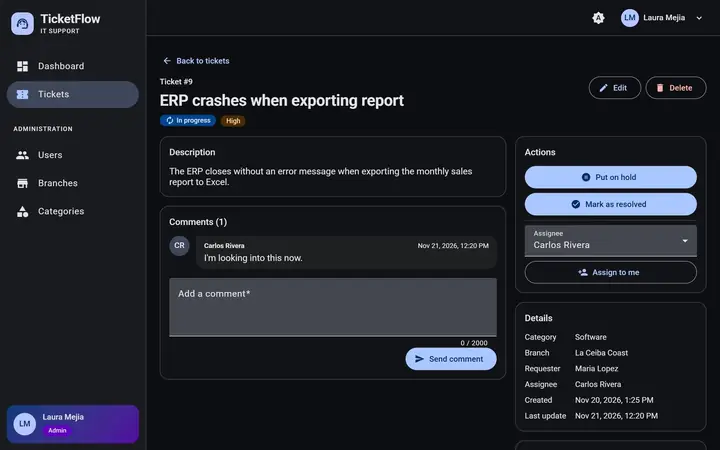 TicketFlow
IT SUPPORT
Dashboard
Tickets
ADMINISTRATION
Users
Branches
Categories
LM
Laura Mejia
Admin
A
LM
Laura Mejia
Back to tickets
Ticket #9
ERP crashes when exporting report
In progress
High
Edit
Delete
Description
The ERP closes without an error message when exporting the monthly sales
report to Excel.
Comments (1)
CR
Carlos Rivera
Nov 21, 2026, 12:20 PM
I'm looking into this now.
Add a comment*
0 / 2000
Send comment
Actions
Put on hold
Mark as resolved
Assignee
Carlos Rivera
Assign to me
Details
Category Software
Branch La Ceiba Coast
Requester Maria Lopez
Assignee Carlos Rivera
Created Nov 20, 2026, 1:25 PM
Last update Nov 21, 2026, 12:20 PM